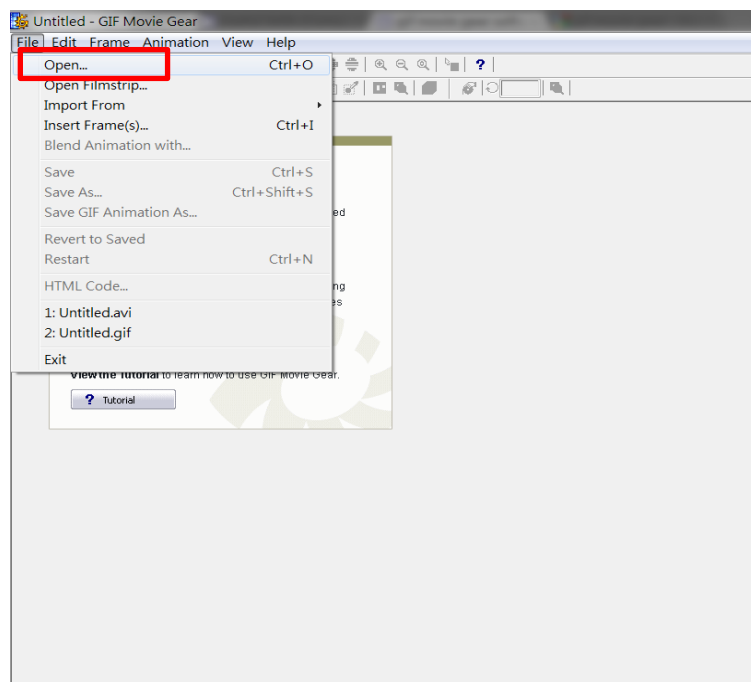 Untitled - GIF Movie Gear
File Edit Frame Animation View Help
Open... Ctrl+O
Open Filmstrip...
Import From
Insert Frame(s)... Ctrl+I
Blend Animation with...
Save Ctrl+S
Save As... Ctrl+Shift+S
Save GIF Animation As...
ed
Revert to Saved
Restart Ctrl+N
HTML Code...
ng
es
1: Untitled.avi
2: Untitled.gif
Exit
View the Tutorial to learn how to use GIF Movie Gear.
? Tutorial